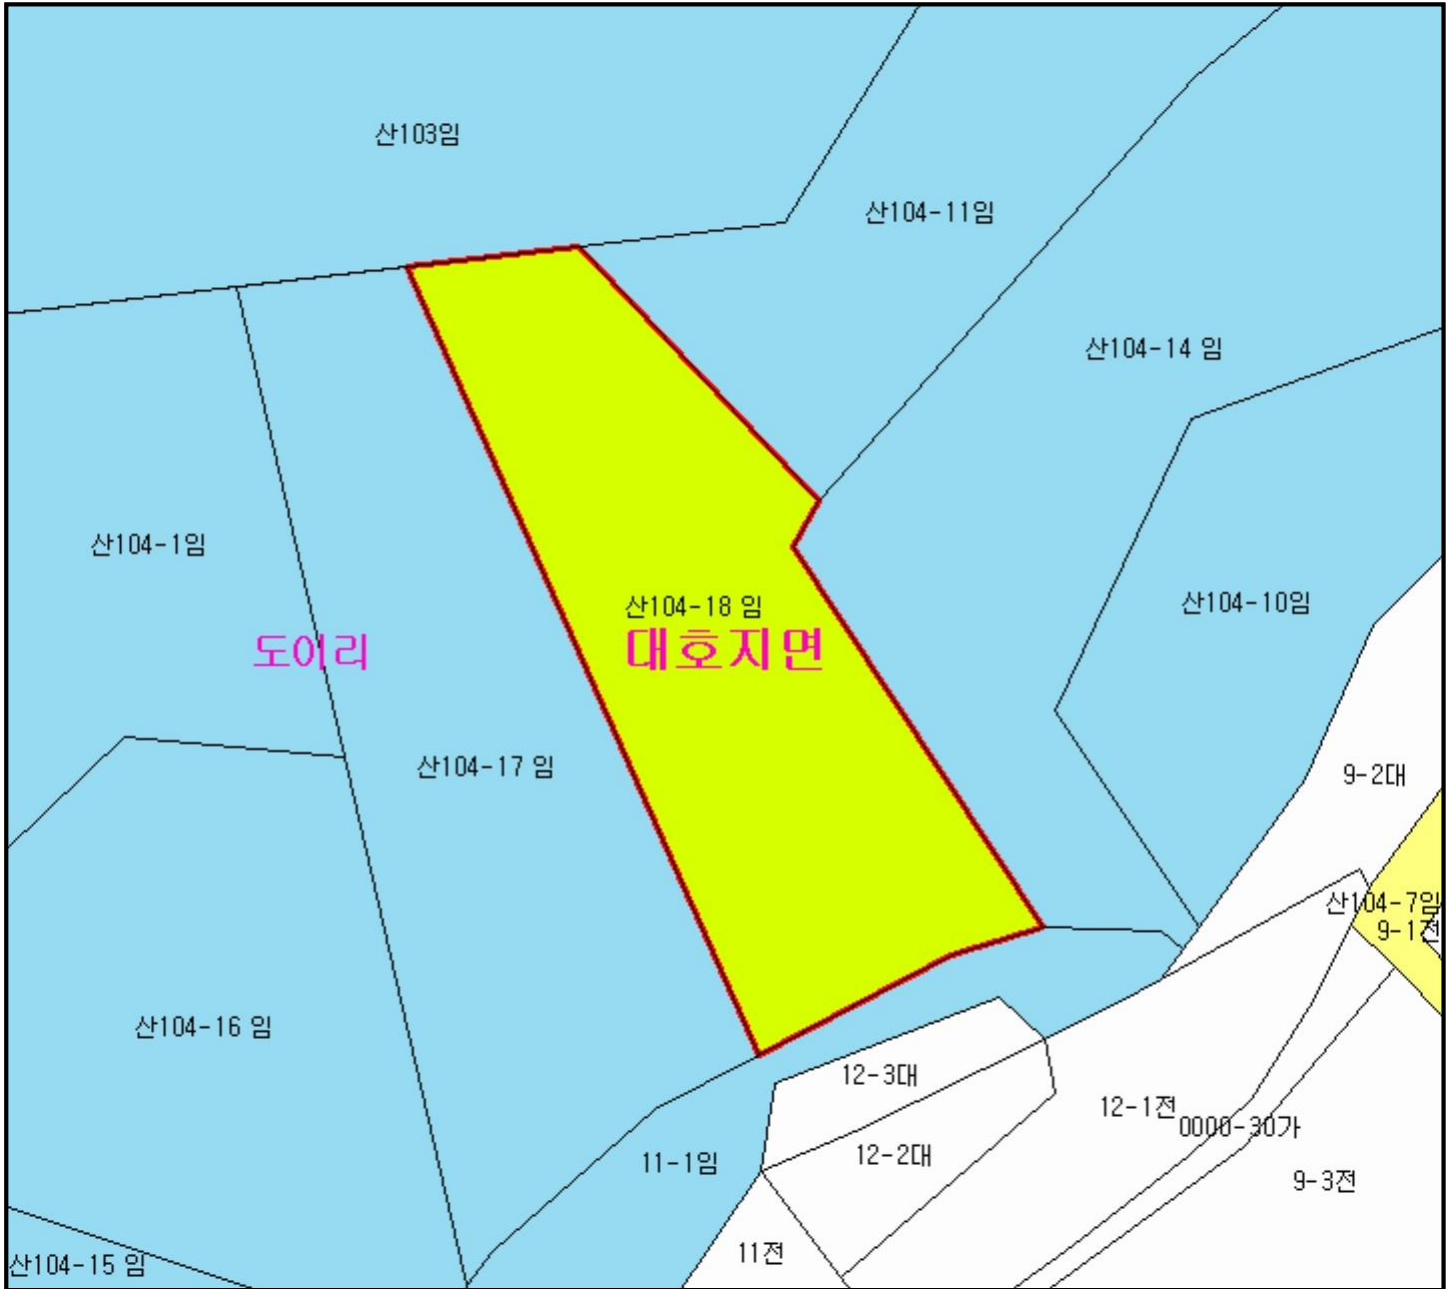 산103임
산104-11임
산104-14 임
산104-1임
산104-18 임
산104-10임
도이리
대호지면
산104-17 임
9-2대
산104-7임
9-1전
산104-16 임
12-3대
12-1전
0000-30가
12-2대
11-1임
9-3전
11전
산104-15 임